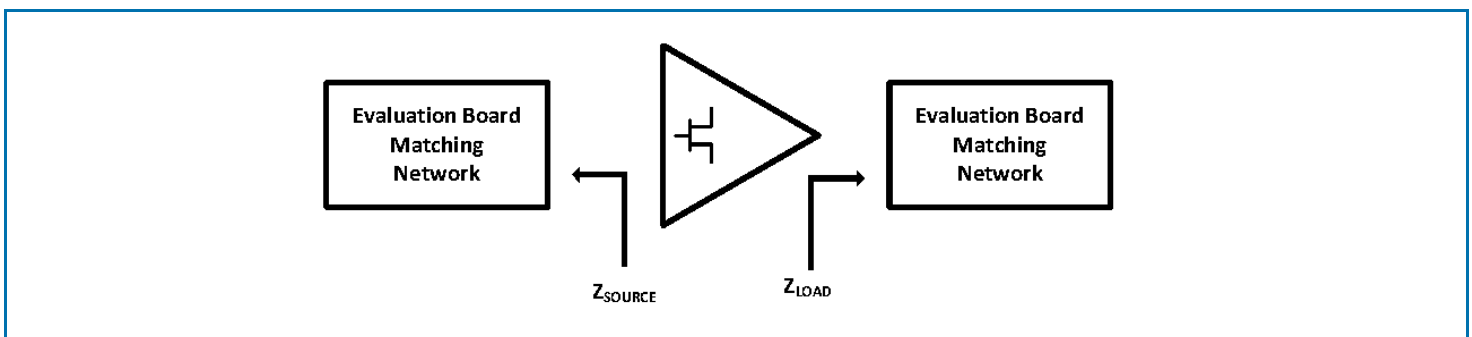 Evaluation Board
Matching
Network
Evaluation Board
Matching
Network
ZSOURCE
ZLOAD